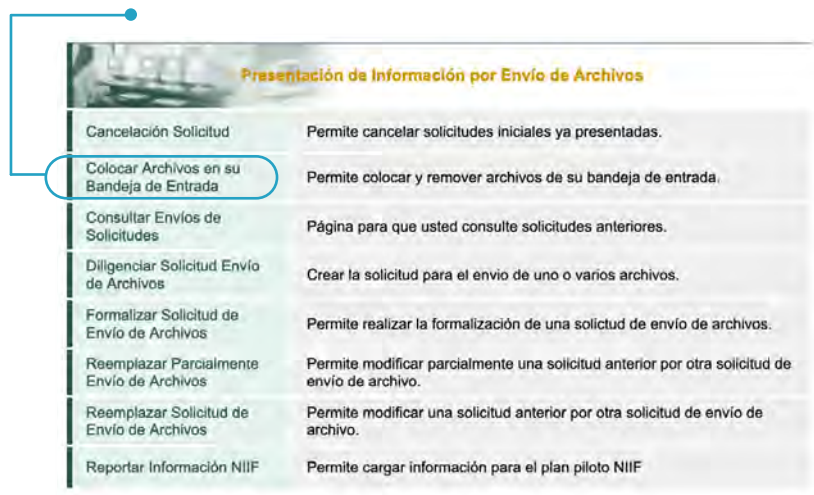 Presentación de Información por Envío de Archivos
Cancelación Solicitud
Permite cancelar solicitudes iniciales ya presentadas.
Colocar Archivos en su
Bandeja de Entrada
Permite colocar y remover archivos de su bandeja de entrada.
Consultar Envíos de
Solicitudes
Página para que usted consulte solicitudes anteriores.
Diligenciar Solicitud Envío
de Archivos
Crear la solicitud para el envio de uno o varios archivos.
Formalizar Solicitud de
Envío de Archivos
Permite realizar la formalización de una solictud de envío de archivos.
Reemplazar Parcialmente
Envío de Archivos
Permite modificar parcialmente una solicitud anterior por otra solicitud de
envío de archivo.
Reemplazar Solicitud de
Envío de Archivos
Permite modificar una solicitud anterior por otra solicitud de envío de
archivo.
Reportar Información NIIF
Permite cargar información para el plan piloto NIIF